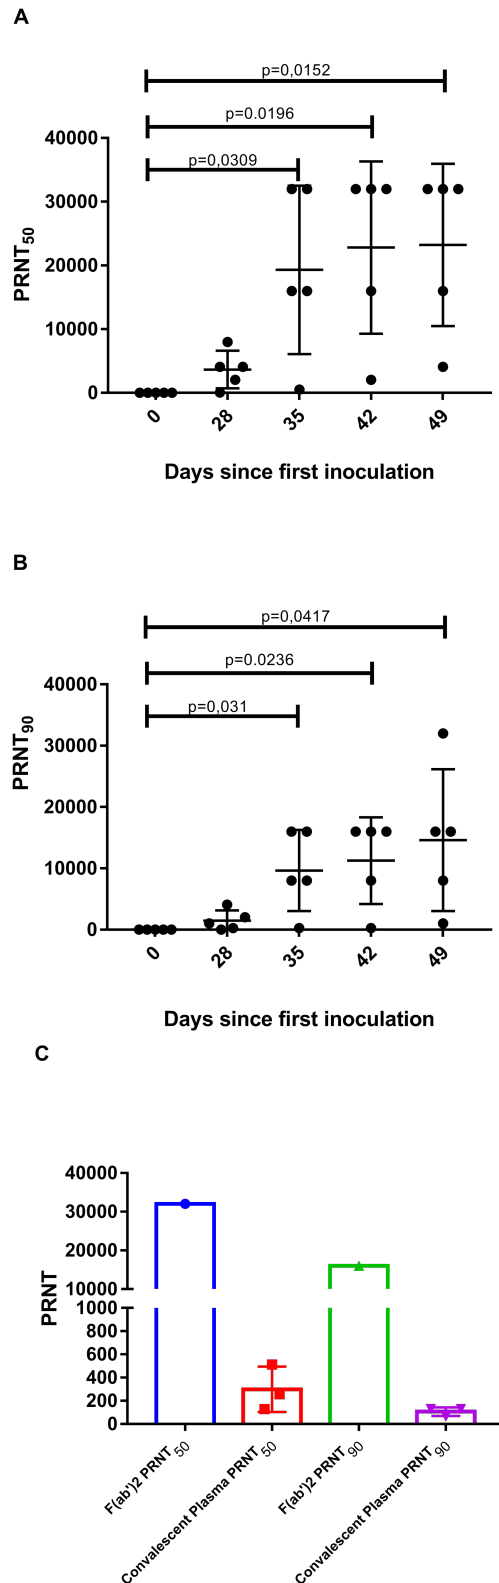 A
p=0,0152
p=0.0196
p=0,0309
40000
30000
20000
10000
0
PRNT50
0 28 35 42 49
Days since first inoculation
B
p=0,0417
p=0.0236
p=0,031
40000
30000
20000
10000
0
PRNT90
0 28 35 42 49
Days since first inoculation
C
40000
30000
20000
10000
1000
800
600
400
200
0
PRNT
F(ab')2 PRNT 50
Convalescent Plasma PRNT 50
F(ab')2 PRNT 90
Convalescent Plasma PRNT 90